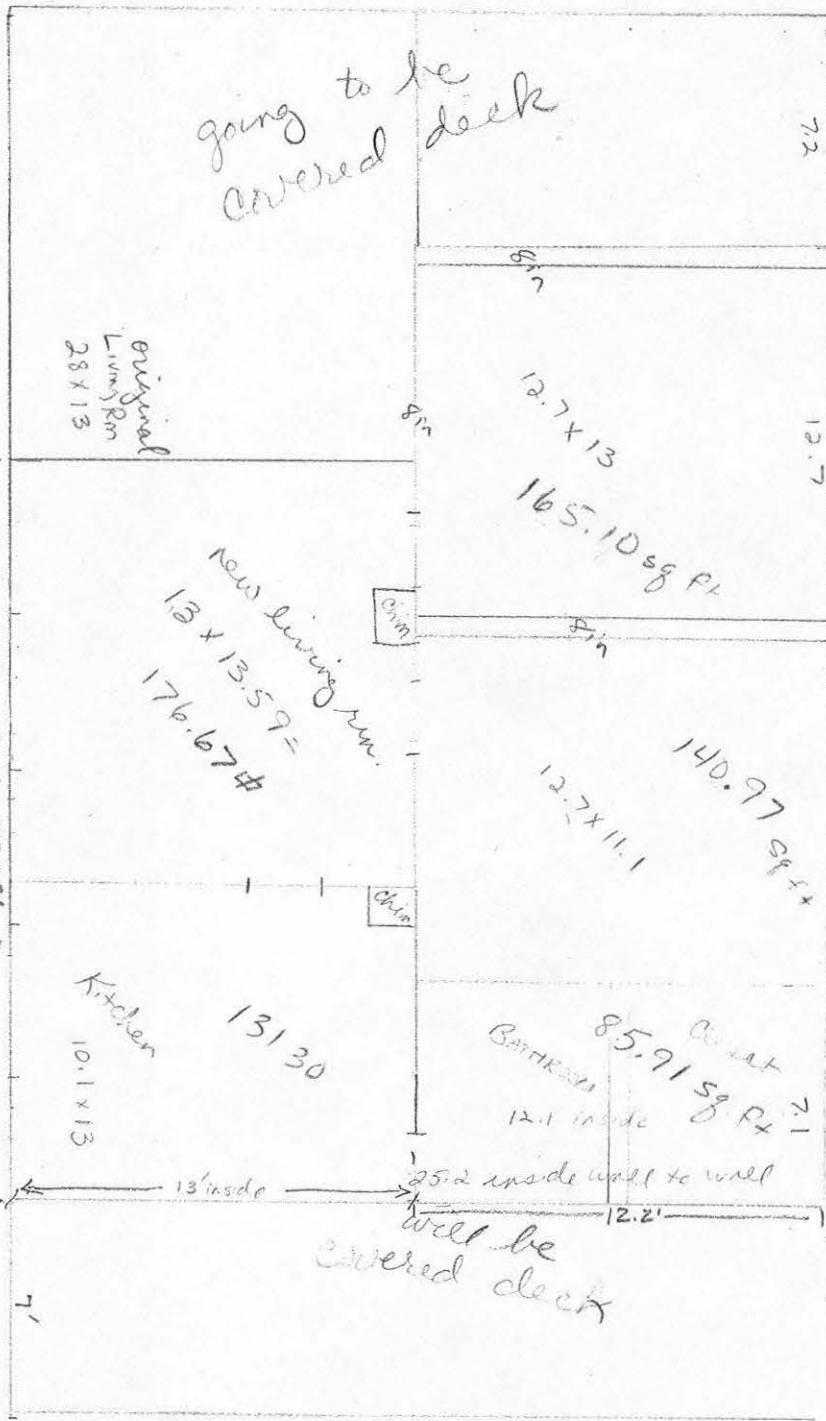 going to be
covered deck
7.2
8in
original
Living Rm
28 x 13
8in
12.7 x 13
165.10 sq ft
12.7
new living rm.
13 x 13.59 =
176.67 #
chim
8in
12.7 x 11.1
140.97 sq ft
chim
Kitchen
10.1 x 13
131 30
BATHROOM
85.91 sq ft
7.1
12.1 inside
13' inside
25.2 inside wall to wall
12.2'
will be
covered deck
7'